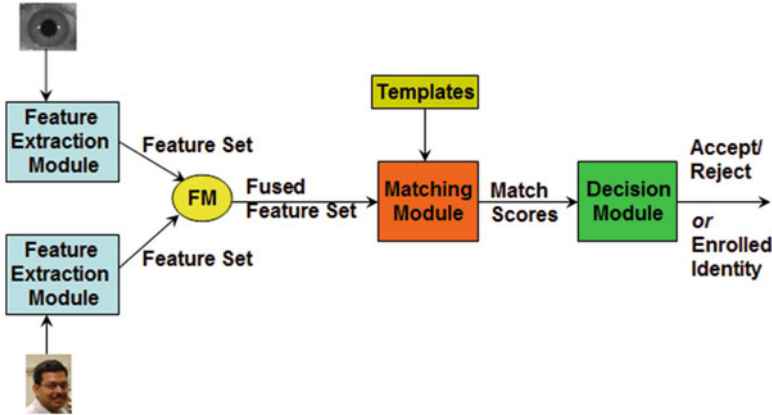 Feature
Extraction
Module
Feature Set
Templates
FM
Fused
Feature Set
Matching
Module
Match
Scores
Decision
Module
Accept/
Reject
or
Enrolled
Identity
Feature
Extraction
Module
Feature Set